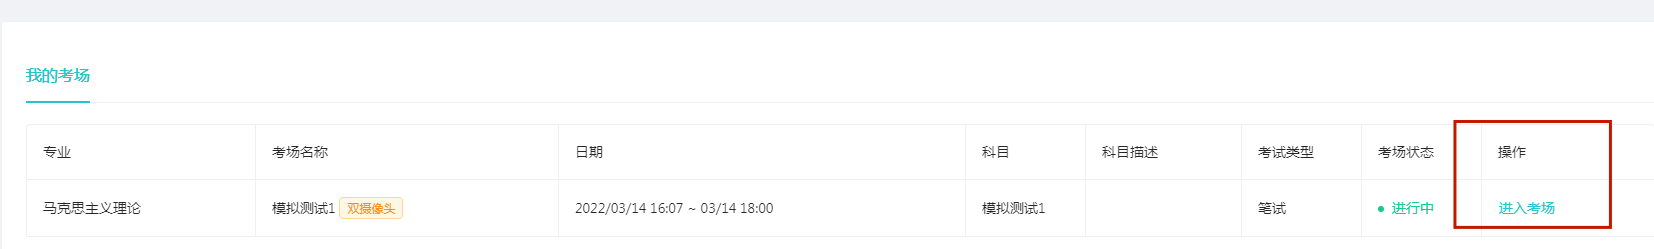 我的考场
专业 考场名称 日期 科目 科目描述 考试类型 考场状态 操作
马克思主义理论 模拟测试1 双摄像头 2022/03/14 16:07 ~ 03/14 18:00 模拟测试1 笔试 进行中 进入考场